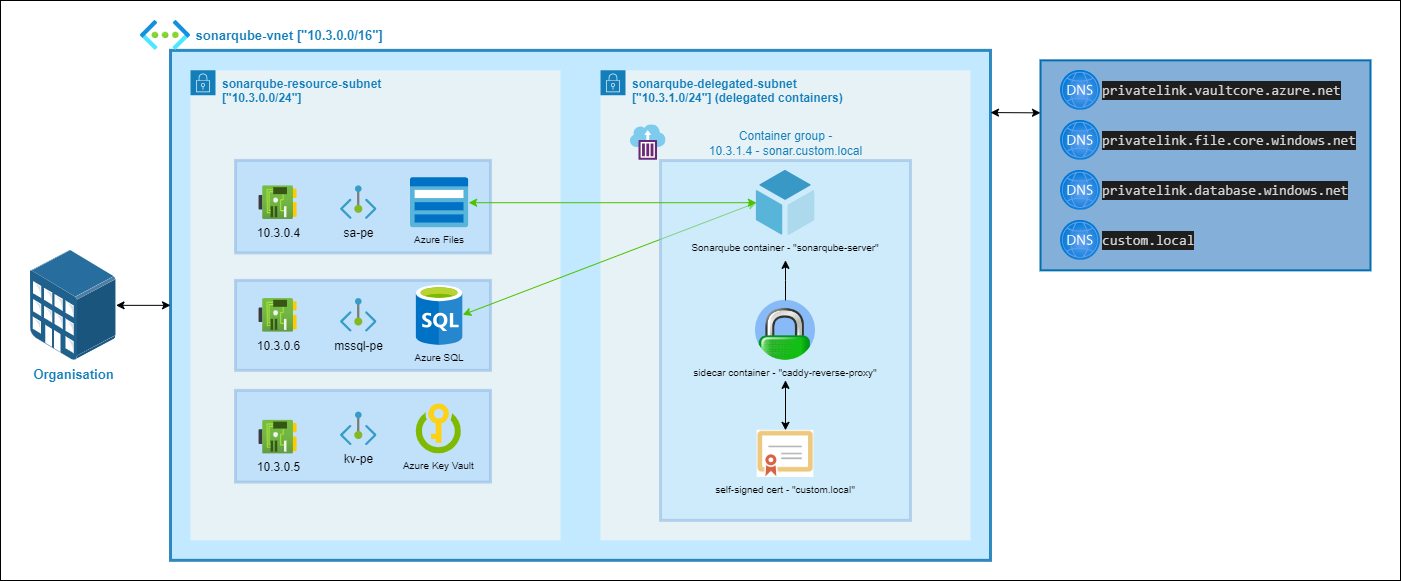 sonarqube-vnet ["10.3.0.0/16"]
sonarqube-resource-subnet
["10.3.0.0/24"]
10.3.0.4
sa-pe
Azure Files
10.3.0.6
mssql-pe
SQL
Azure SQL
10.3.0.5
kv-pe
Azure Key Vault
Organisation
sonarqube-delegated-subnet
["10.3.1.0/24"] (delegated containers)
Container group -
10.3.1.4 - sonar.custom.local
Sonarqube container - "sonarqube-server"
sidecar container - "caddy-reverse-proxy"
self-signed cert - "custom.local"
DNS privatelink.vaultcore.azure.net
DNS privatelink.file.core.windows.net
DNS privatelink.database.windows.net
DNS custom.local